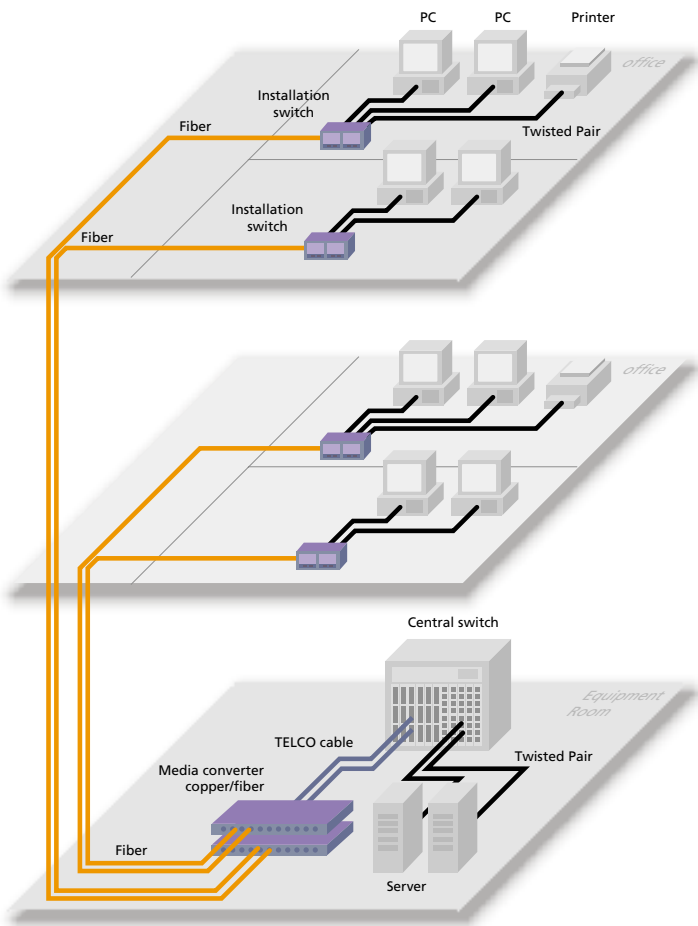 PC
PC
Printer
office
Installation
switch
Fiber
Twisted Pair
Installation
switch
Fiber
office
Central switch
Equipment
Room
TELCO cable
Twisted Pair
Media converter
copper/fiber
Fiber
Server